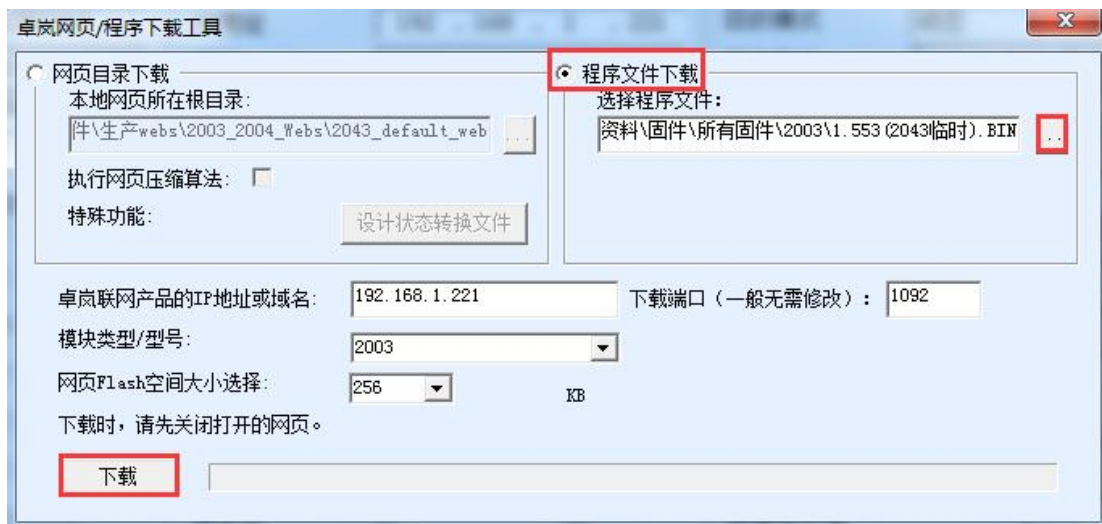 卓岚网页/程序下载工具
网页目录下载
本地网页所在根目录:
件\生产webs\2003_2004_Webs\2043_default_web
...
执行网页压缩算法:
特殊功能:
设计状态转换文件
程序文件下载
选择程序文件:
资料\固件\所有固件\2003\1.553(2043临时).BIN
..
卓岚联网产品的IP地址或域名:
192.168.1.221
下载端口（一般无需修改）:
1092
模块类型/型号:
2003
网页Flash空间大小选择:
256
KB
下载时，请先关闭打开的网页。
下载